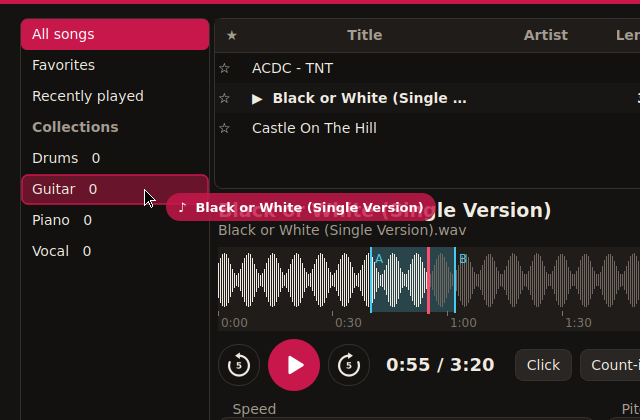 All songs
Favorites
Recently played
Collections
Drums 0
Guitar 0
Piano 0
Vocal 0
★ Title Artist
☆ ACDC - TNT
☆ ▶ Black or White (Single ...
☆ Castle On The Hill
♪ Black or White (Single Version)
Black or White (Single Version)
Black or White (Single Version).wav
A B
0:00 0:30 1:00 1:30
5 5 0:55 / 3:20 Click
Speed